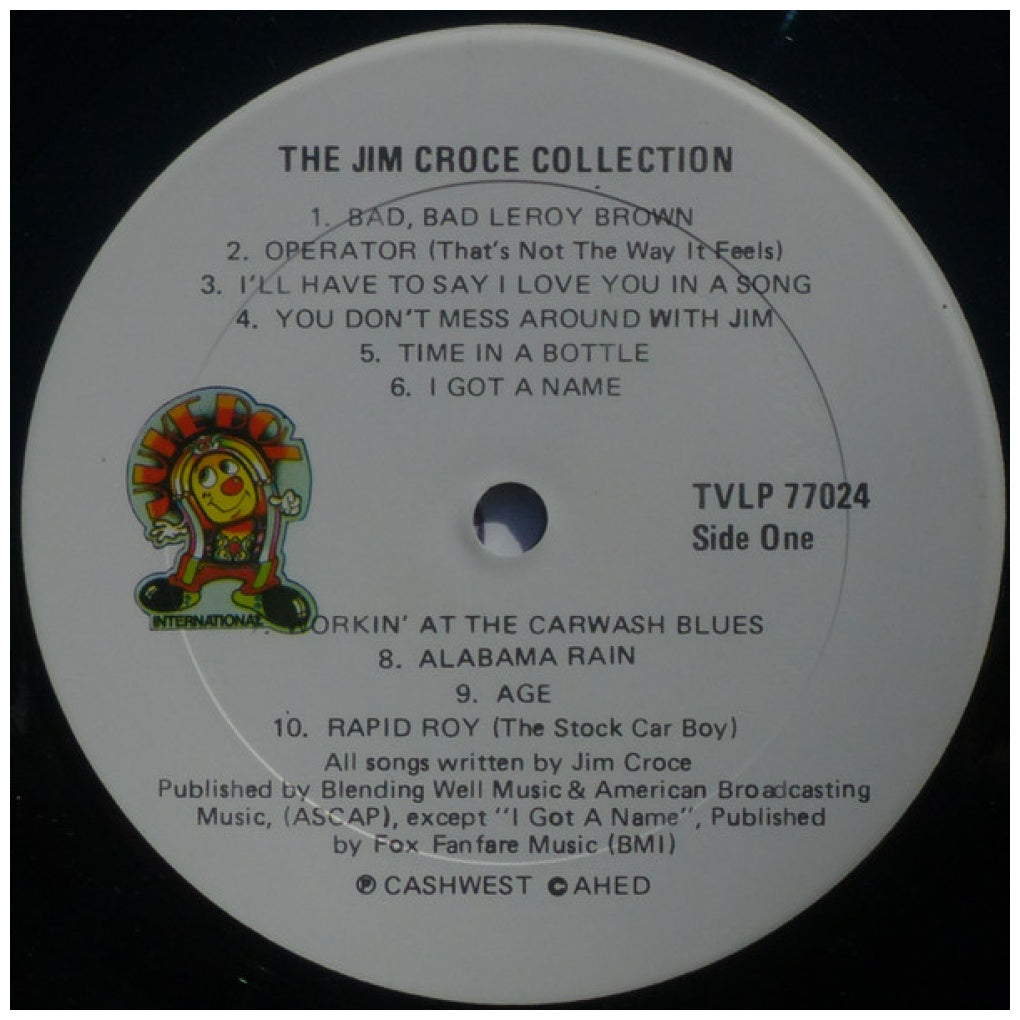 THE JIM CROCE COLLECTION
1. BAD, BAD LEROY BROWN
2. OPERATOR (That's Not The Way It Feels)
3. I'LL HAVE TO SAY I LOVE YOU IN A SONG
4. YOU DON'T MESS AROUND WITH JIM
5. TIME IN A BOTTLE
6. I GOT A NAME
JUKE BOX
INTERNATIONAL
TVLP 77024
Side One
7. WORKIN' AT THE CARWASH BLUES
8. ALABAMA RAIN
9. AGE
10. RAPID ROY (The Stock Car Boy)
All songs written by Jim Croce
Published by Blending Well Music & American Broadcasting
Music, (ASCAP), except "I Got A Name", Published
by Fox Fanfare Music (BMI)
℗ CASHWEST © AHED